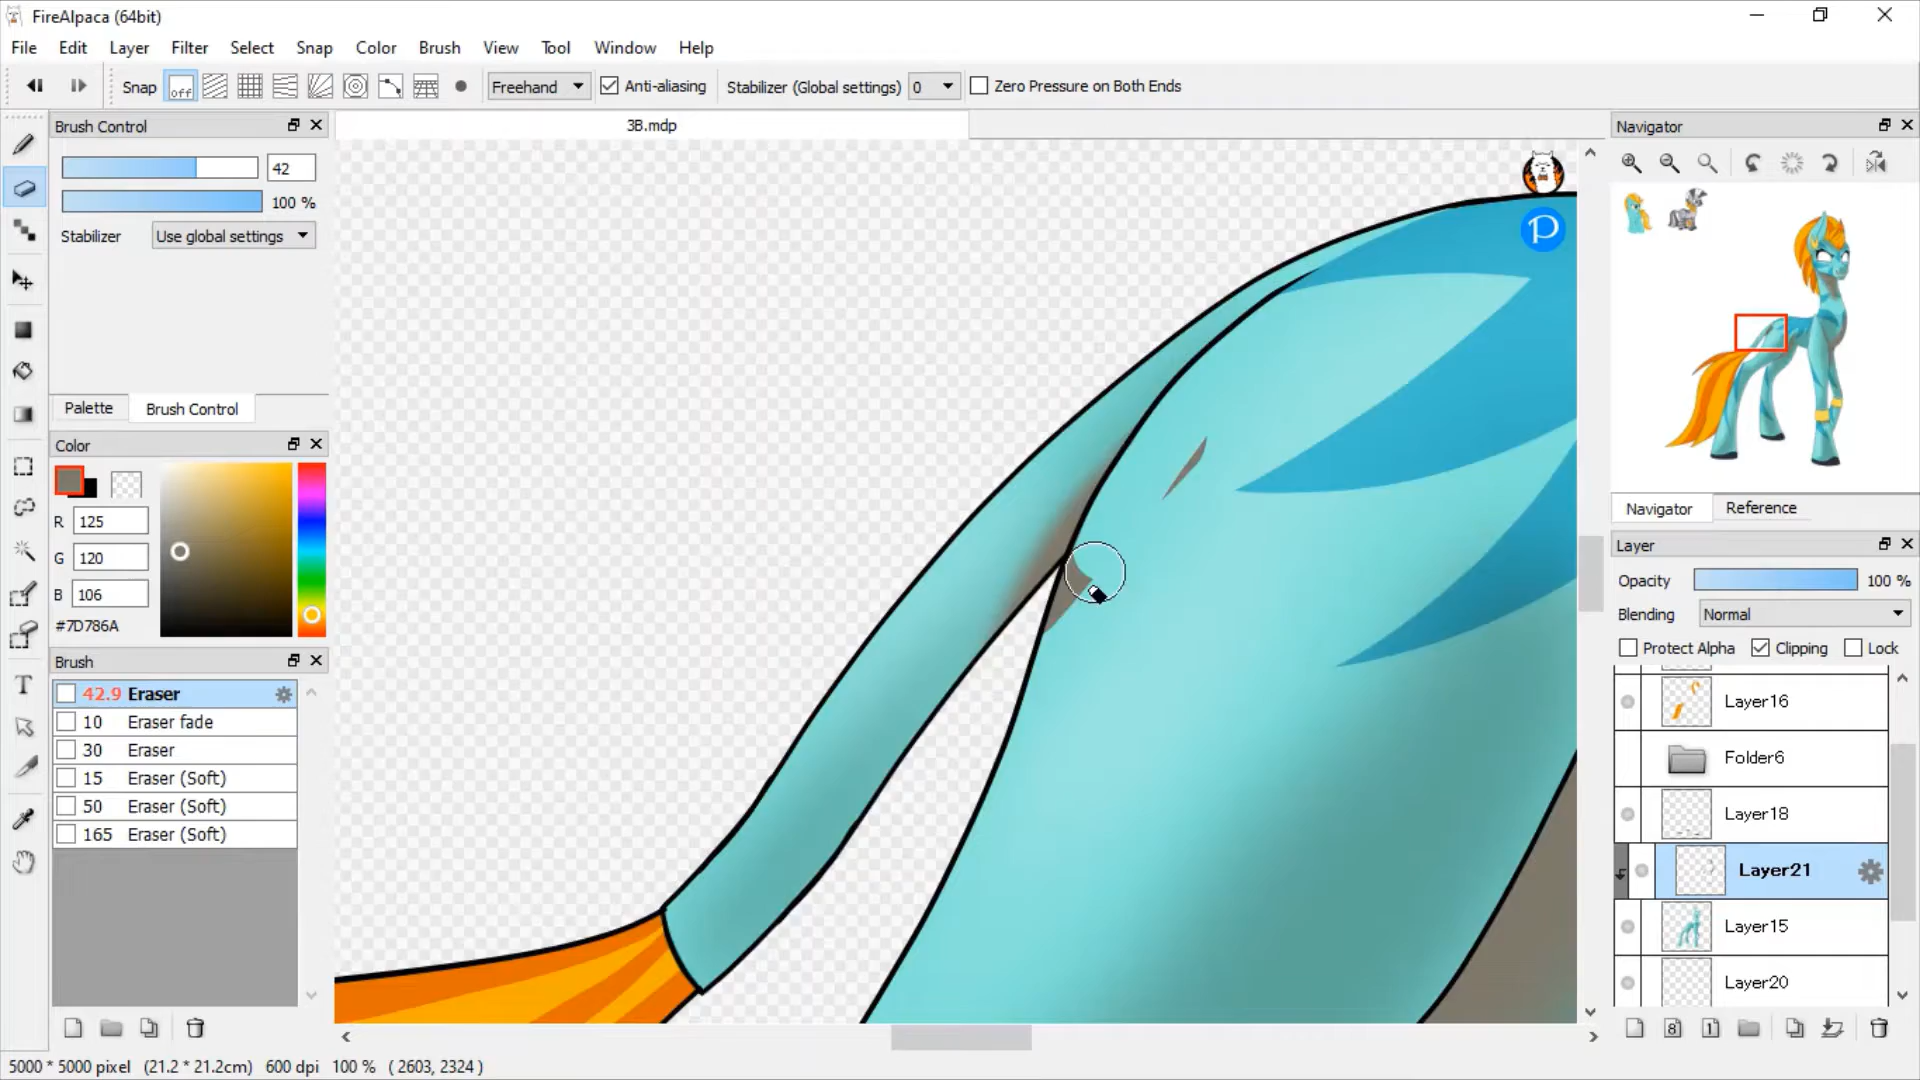 FireAlpaca (64bit)
File Edit Layer Filter Select Snap Color Brush View Tool Window Help
Snap off Freehand Anti-aliasing Stabilizer (Global settings) 0 Zero Pressure on Both Ends
Brush Control
3B.mdp
42
100 %
Stabilizer Use global settings
Palette Brush Control
Color
R 125
G 120
B 106
#7D786A
Brush
42.9 Eraser
10 Eraser fade
30 Eraser
15 Eraser (Soft)
50 Eraser (Soft)
165 Eraser (Soft)
T
P
Navigator
Navigator Reference
Layer
Opacity 100 %
Blending Normal
Protect Alpha Clipping Lock
Layer16
Folder6
Layer18
Layer21
Layer15
Layer20
8 1
5000 * 5000 pixel (21.2 * 21.2cm) 600 dpi 100 % ( 2603, 2324 )